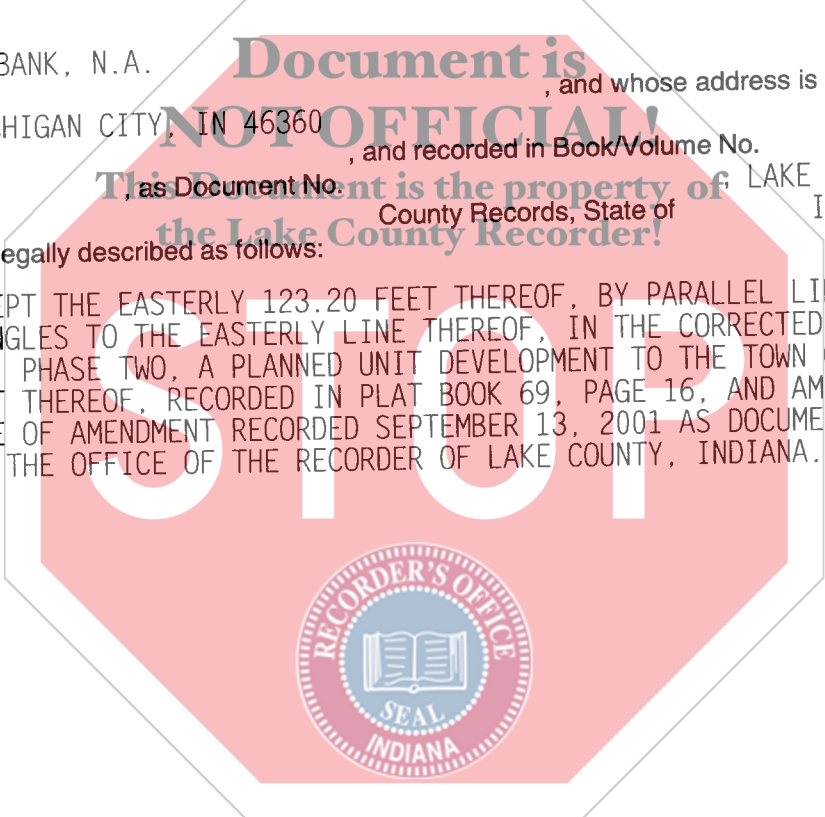 BANK, N.A.
Document is
, and whose address is
HIGAN CITY, IN 46360
NOT OFFICIAL!
, and recorded in Book/Volume No.
This Document is the property of
, as Document No.
, LAKE
the Lake County Recorder!
County Records, State of
egally described as follows:
EPT THE EASTERLY 123.20 FEET THEREOF, BY PARALLEL LI
NGLES TO THE EASTERLY LINE THEREOF, IN THE CORRECTED
PHASE TWO, A PLANNED UNIT DEVELOPMENT TO THE TOWN
T THEREOF, RECORDED IN PLAT BOOK 69, PAGE 16, AND AM
E OF AMENDMENT RECORDED SEPTEMBER 13, 2001 AS DOCUME
THE OFFICE OF THE RECORDER OF LAKE COUNTY, INDIANA.
STOP
RECORDER'S OFFICE
SEAL
INDIANA